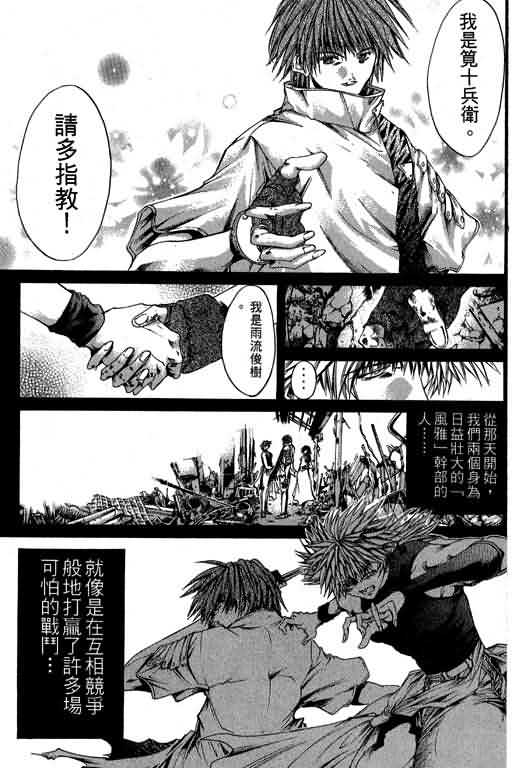 我是筧十兵衛。
請多指教！
我是雨流俊樹。
‥‥
從那天開始，
我們兩個身為
日益壯大的『
風雅」幹部的
人……
就像是在互相競爭
般地打贏了許多場
可怕的戰鬥…